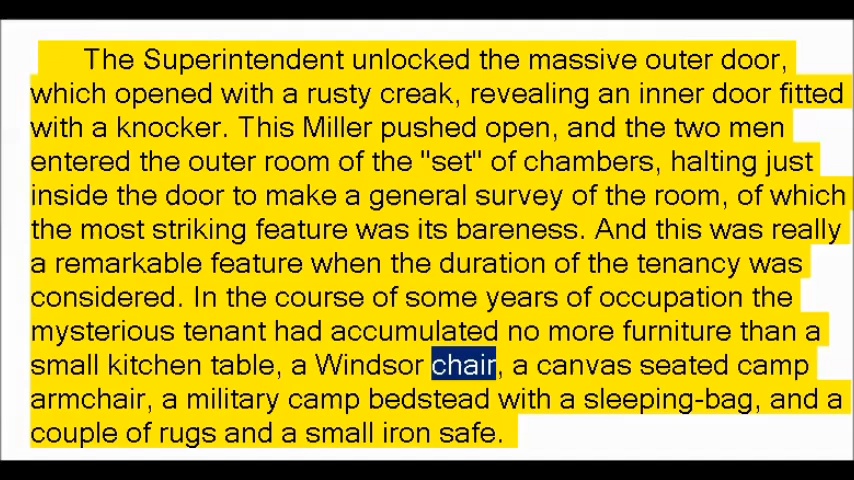 The Superintendent unlocked the massive outer door,
which opened with a rusty creak, revealing an inner door fitted
with a knocker. This Miller pushed open, and the two men
entered the outer room of the "set" of chambers, halting just
inside the door to make a general survey of the room, of which
the most striking feature was its bareness. And this was really
a remarkable feature when the duration of the tenancy was
considered. In the course of some years of occupation the
mysterious tenant had accumulated no more furniture than a
small kitchen table, a Windsor chair, a canvas seated camp
armchair, a military camp bedstead with a sleeping-bag, and a
couple of rugs and a small iron safe.